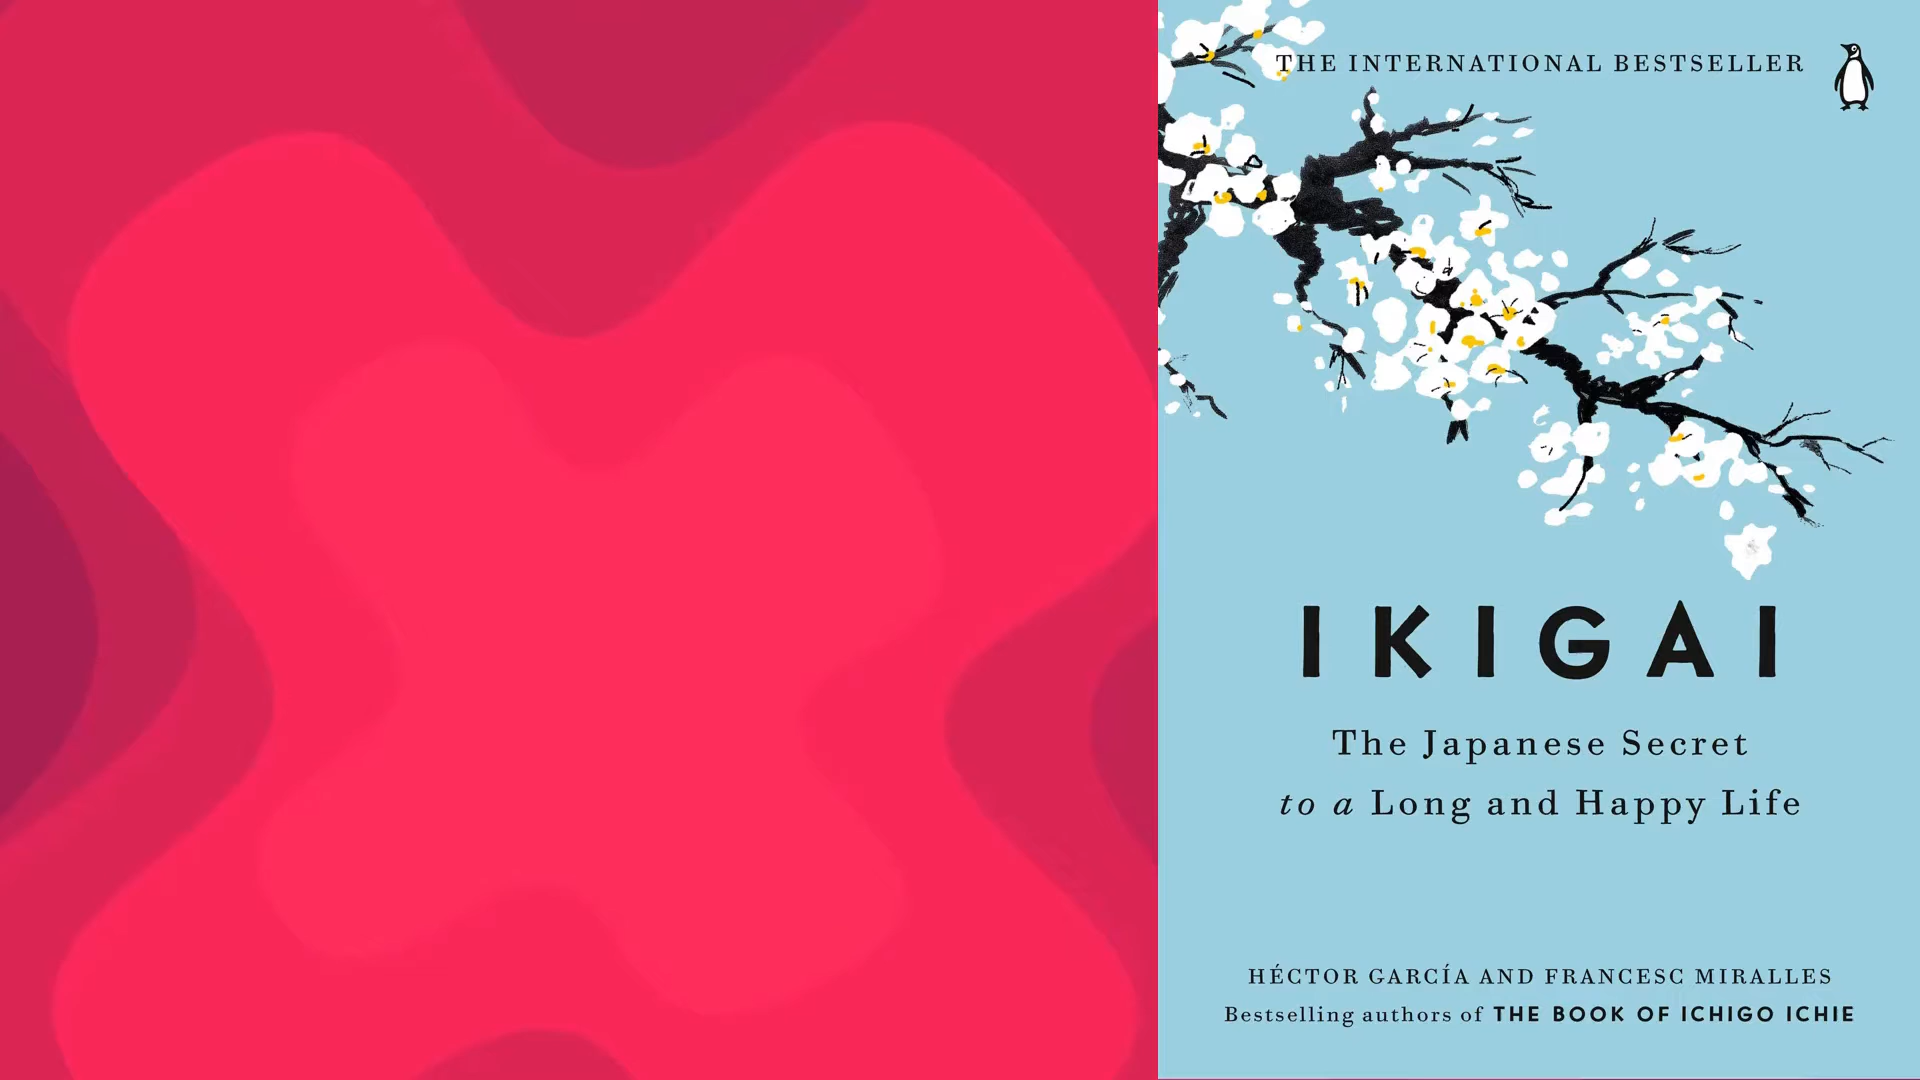 THE INTERNATIONAL BESTSELLER
IKIGAI
The Japanese Secret
to a Long and Happy Life
HÉCTOR GARCÍA AND FRANCESC MIRALLES
Bestselling authors of THE BOOK OF ICHIGO ICHIE